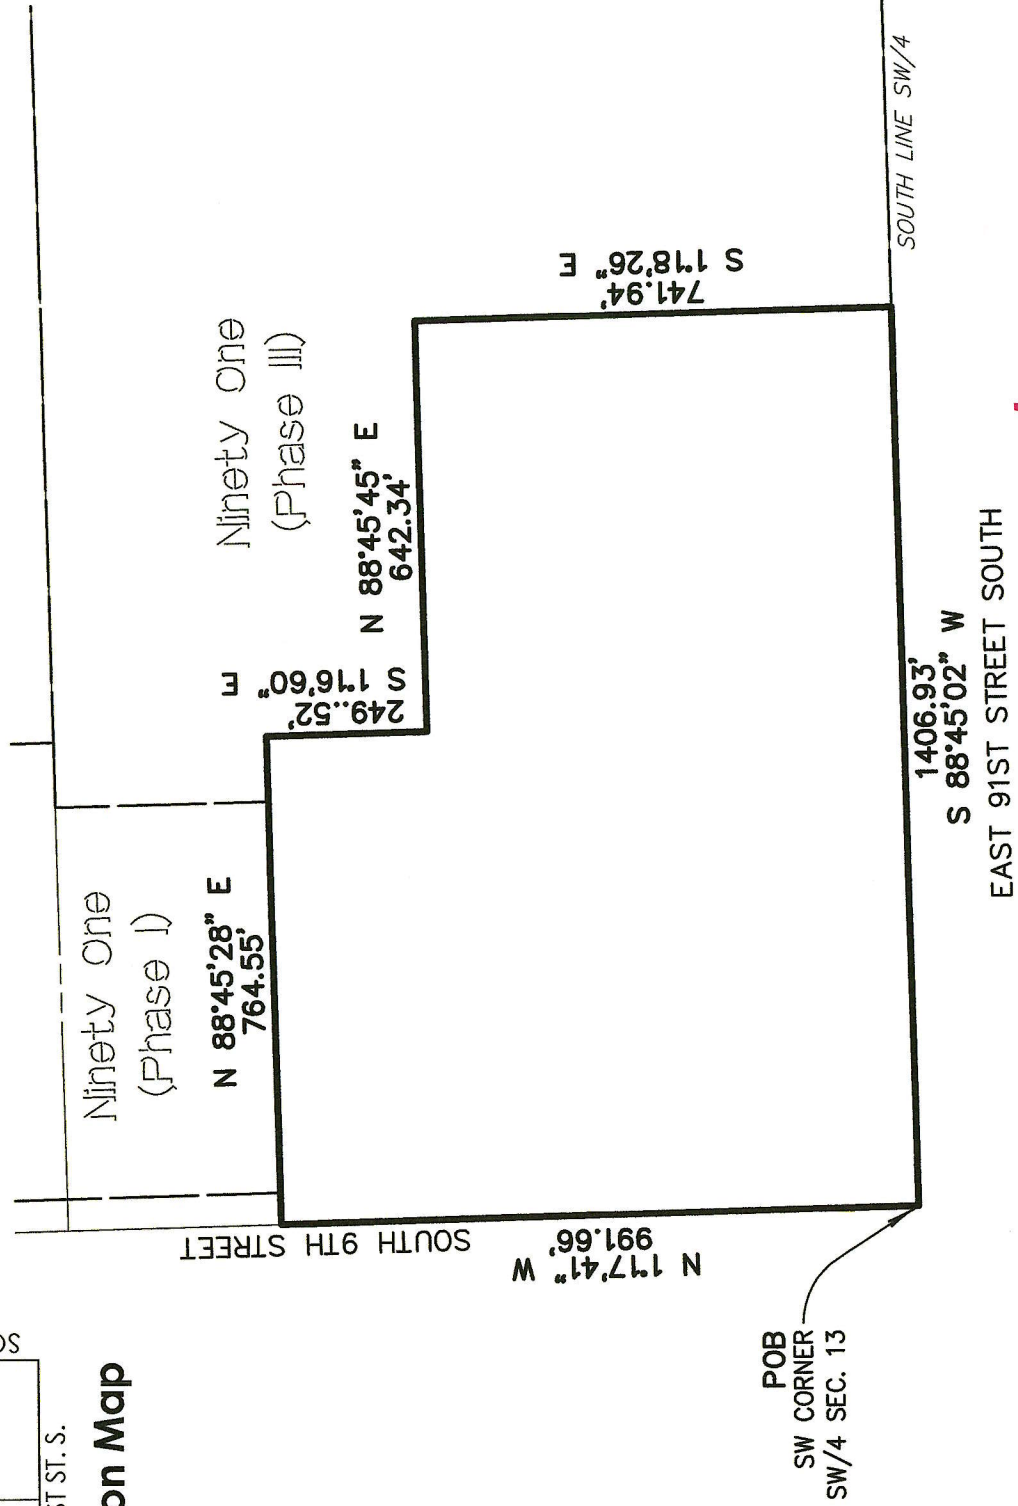 SO
ST ST. S.
on Map
Ninety One
(Phase I)
N 88°45'28" E
764.55'
Ninety One
(Phase III)
249..52'
S 1°16'60" E
N 88°45'45" E
642.34'
741.94'
S 1°18'26" E
SOUTH LINE SW/4
SOUTH 9TH STREET
991.66'
N 1°17'41" W
POB
SW CORNER
SW/4 SEC. 13
1406.93'
S 88°45'02" W
EAST 91ST STREET SOUTH